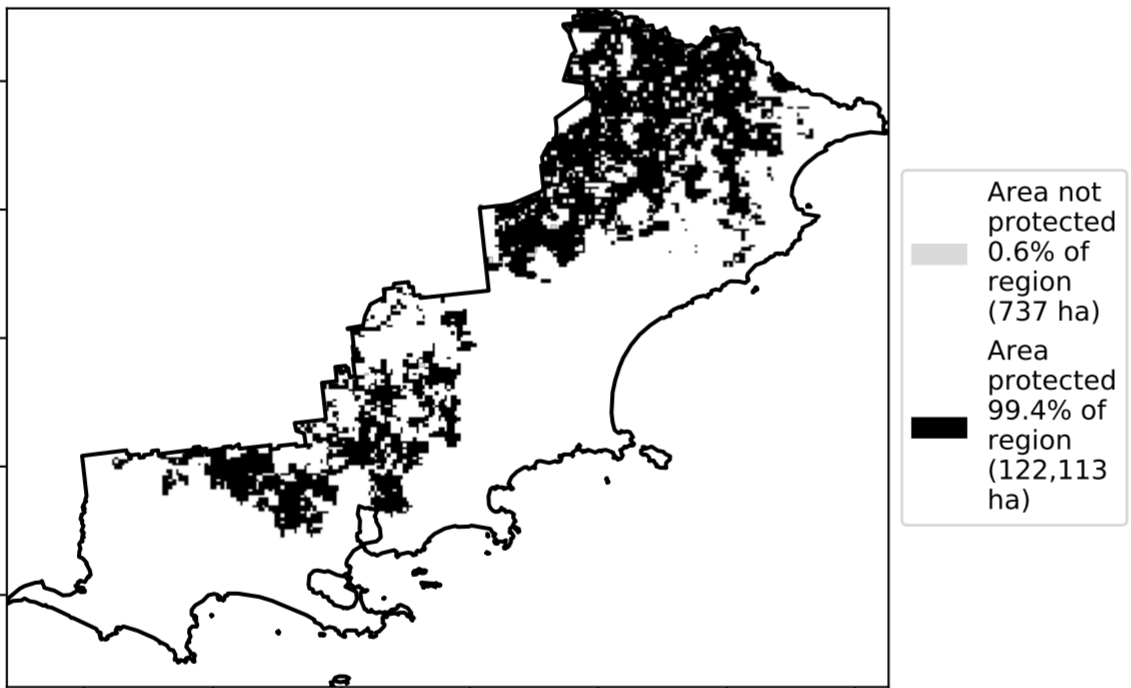 Area not
protected
0.6% of
region
(737 ha)
Area
protected
99.4% of
region
(122,113
ha)